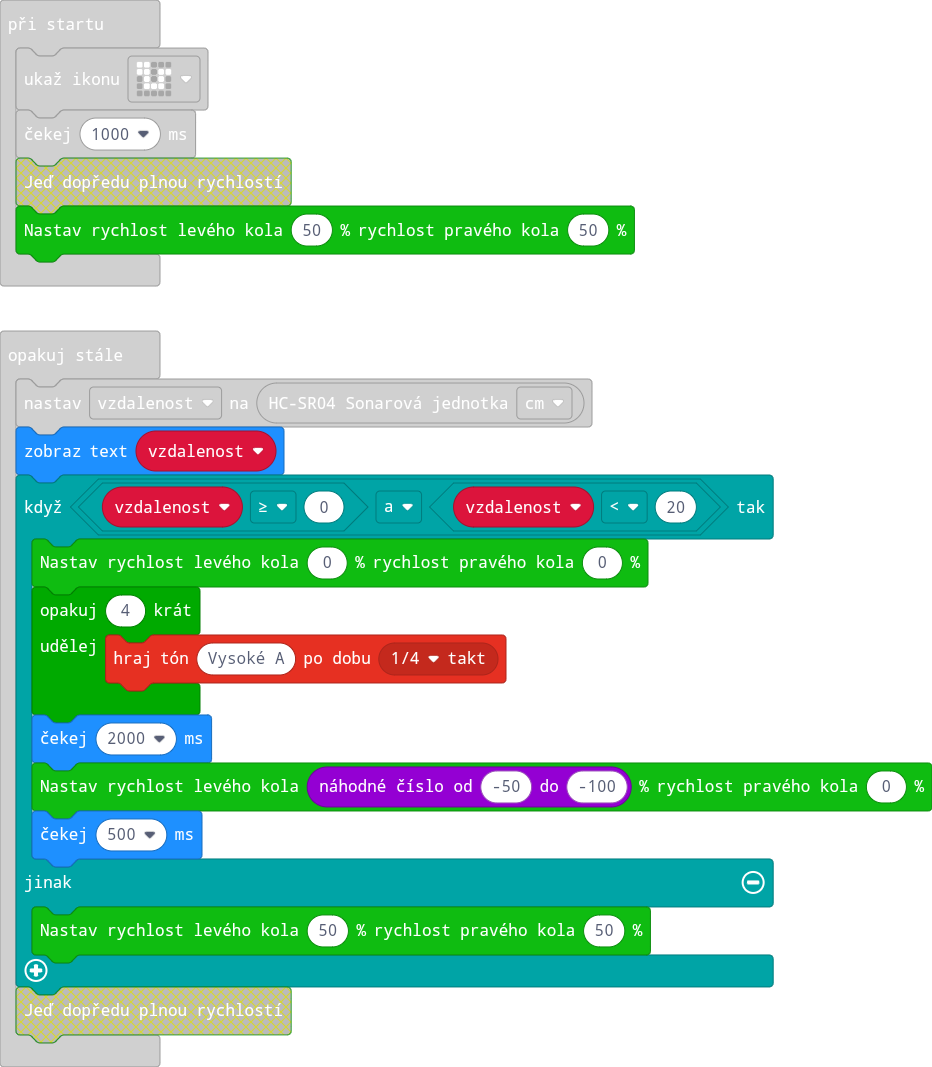 při startu
ukaž ikonu
čekej 1000 ms
Jeď dopředu plnou rychlostí
Nastav rychlost levého kola 50 % rychlost pravého kola 50 %
opakuj stále
nastav vzdalenost na HC-SR04 Sonarová jednotka cm
zobraz text vzdalenost
když vzdalenost ≥ 0 a vzdalenost < 20 tak
Nastav rychlost levého kola 0 % rychlost pravého kola 0 %
opakuj 4 krát
udělej
hraj tón Vysoké A po dobu 1/4 takt
čekej 2000 ms
Nastav rychlost levého kola náhodné číslo od -50 do -100 % rychlost pravého kola 0 %
čekej 500 ms
jinak
Nastav rychlost levého kola 50 % rychlost pravého kola 50 %
Jeď dopředu plnou rychlostí